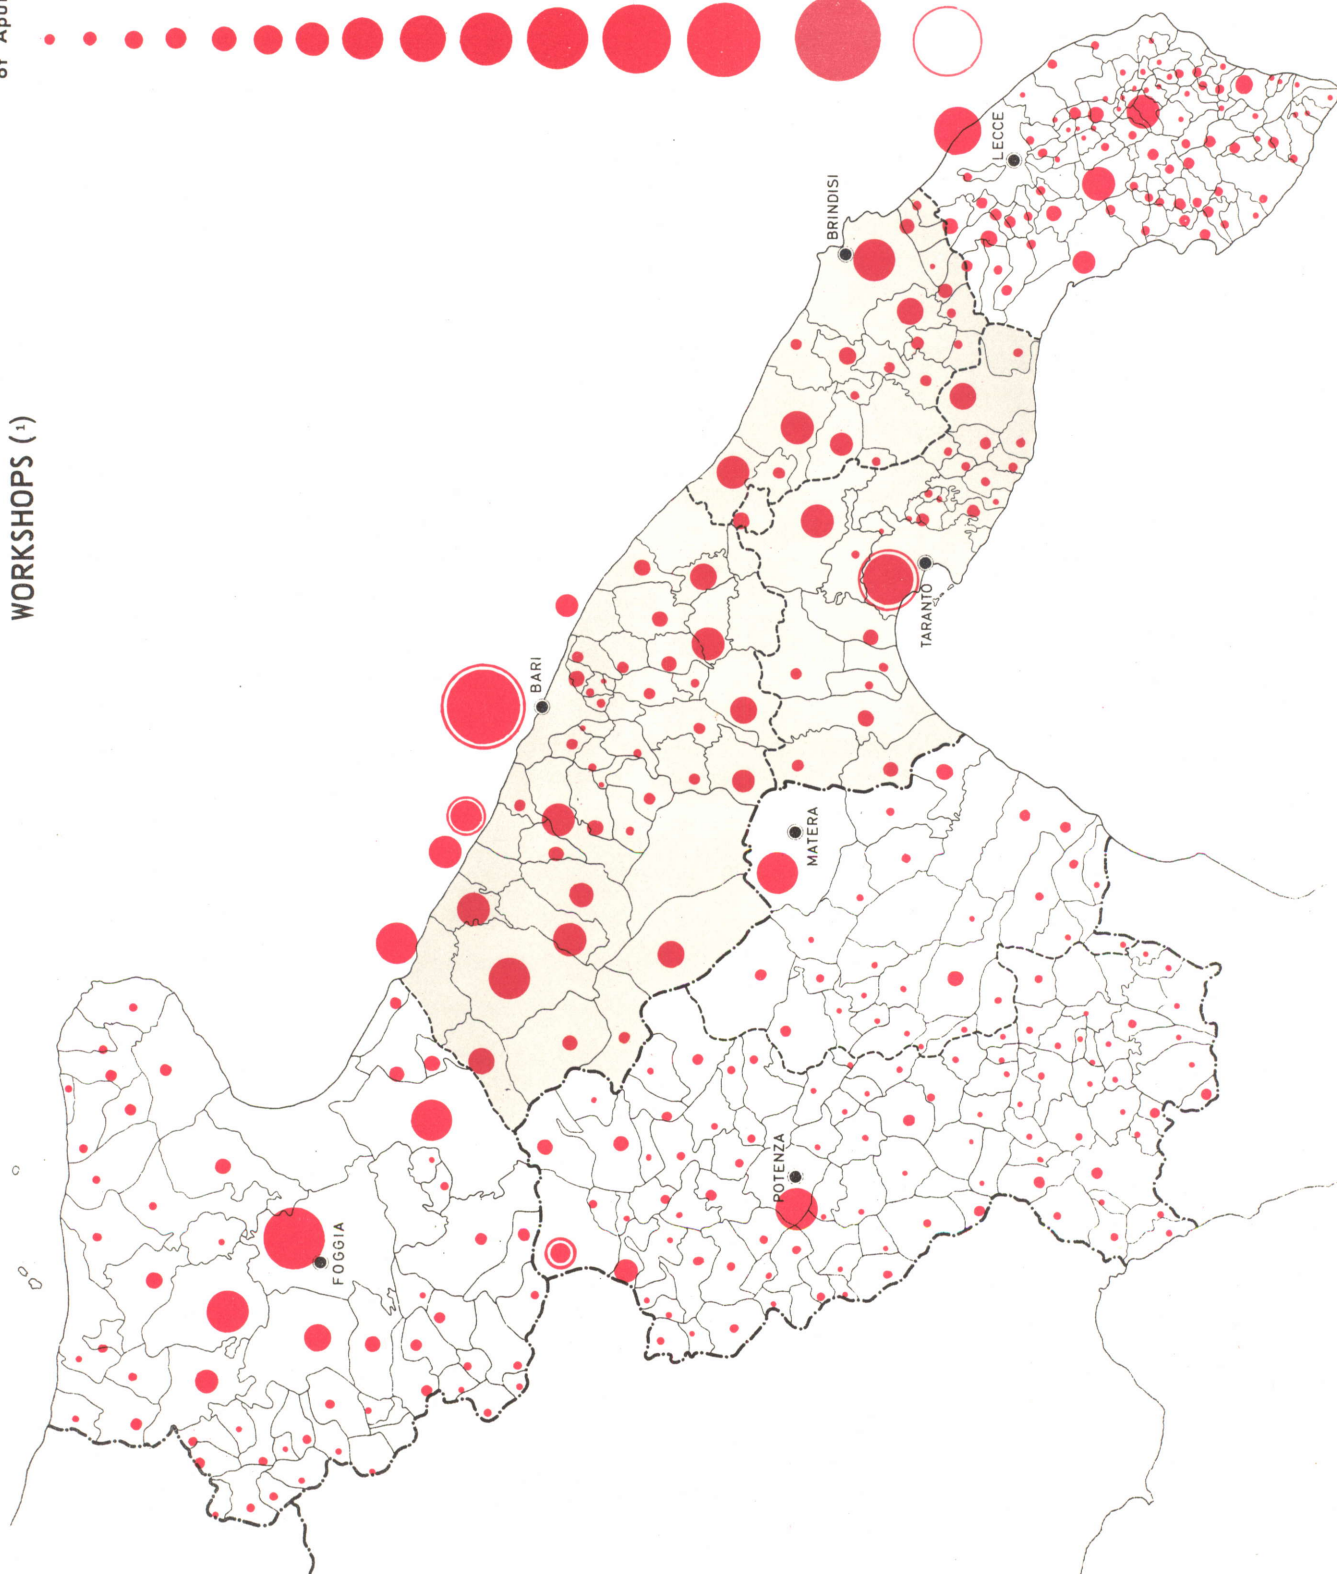 WORKSHOPS (1)
BARI
BRINDISI
LECCE
TARANTO
MATERA
FOGGIA
POTENZA